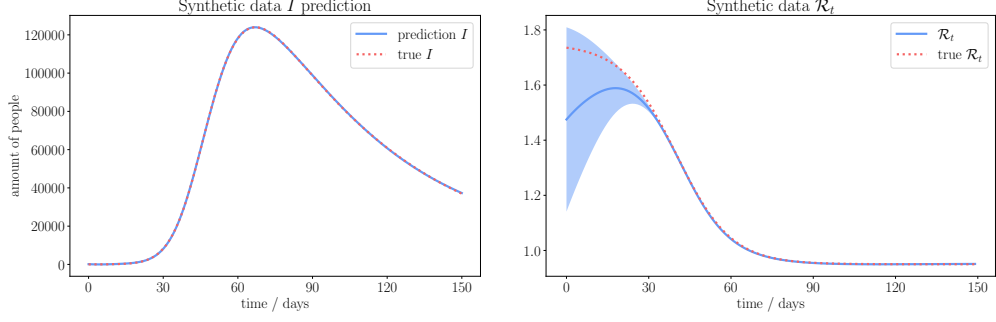 Synthetic data I prediction
amount of people
120000
100000
80000
60000
40000
20000
0
prediction I
true I
0 30 60 90 120 150
time / days
Synthetic data ℛₜ
1.8
1.6
1.4
1.2
1.0
ℛₜ
true ℛₜ
0 30 60 90 120 150
time / days